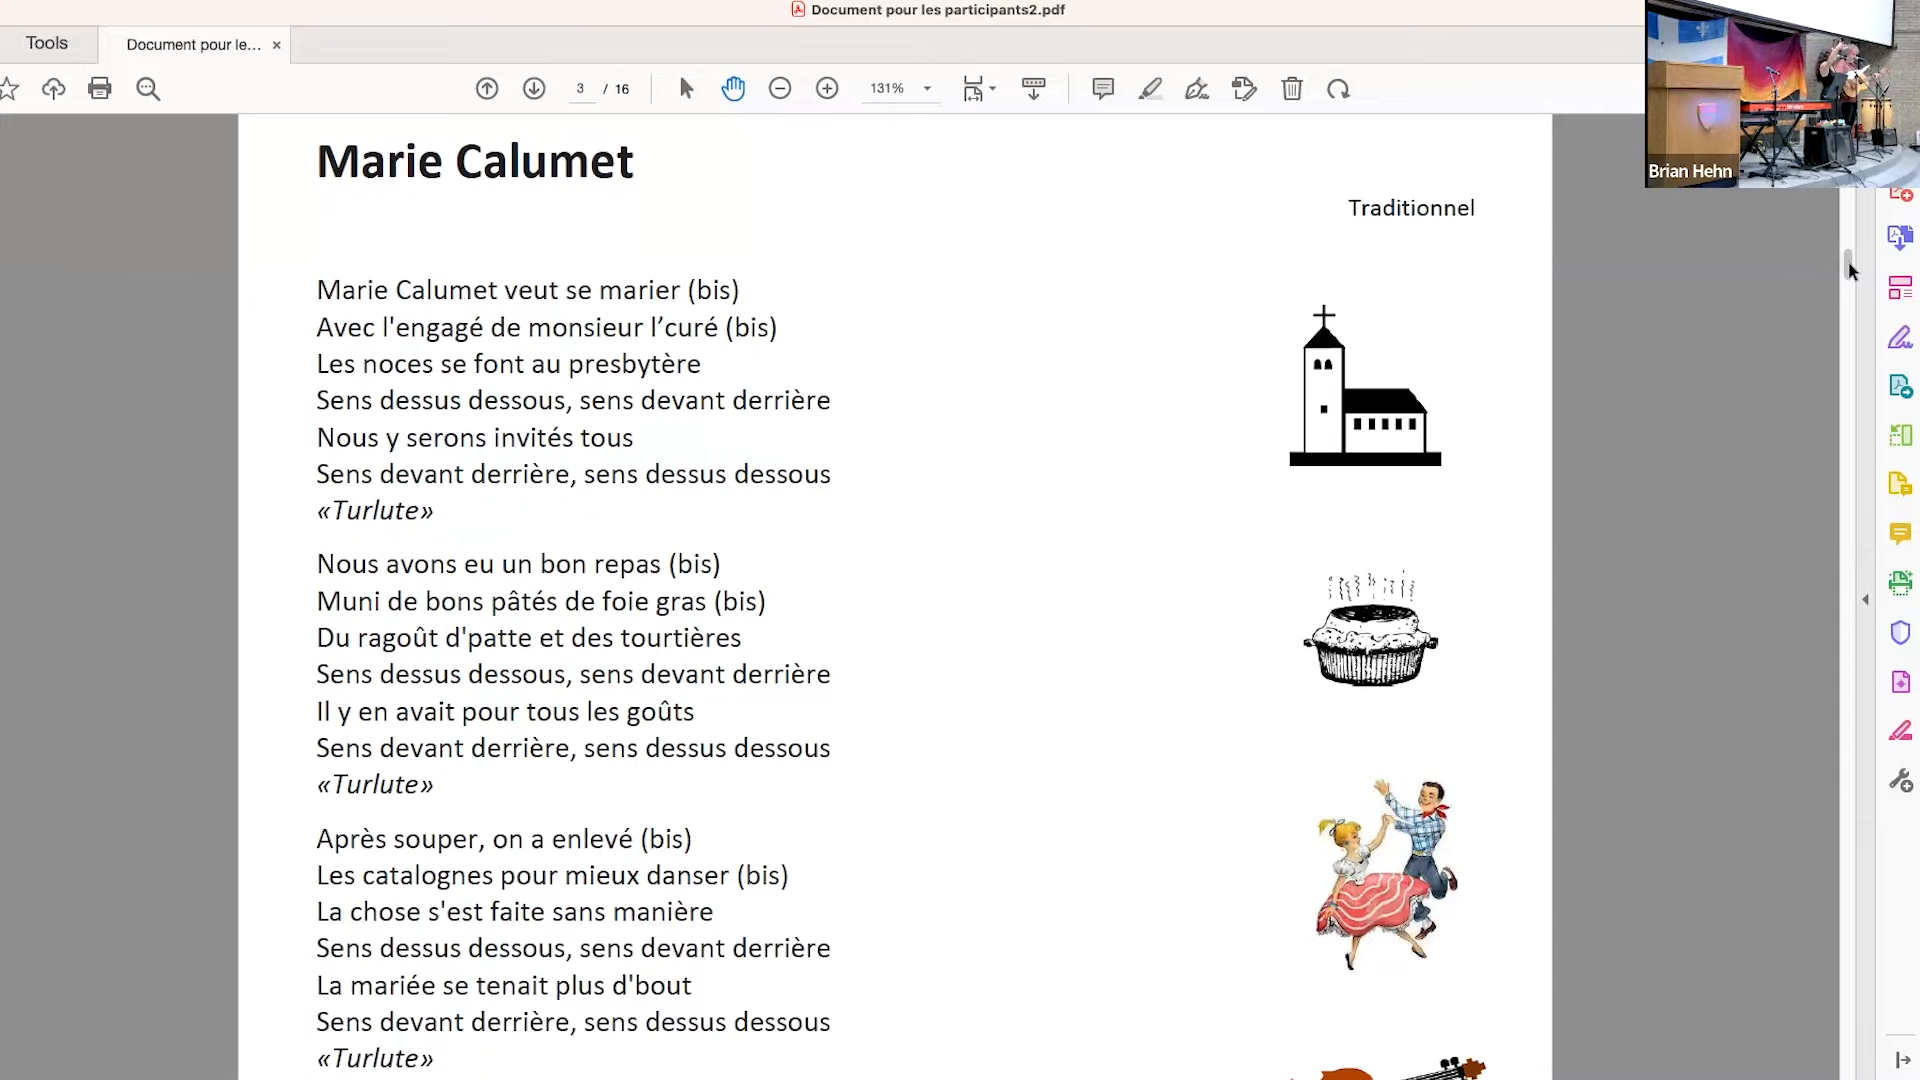 Document pour les participants2.pdf
Tools
Document pour le... ×
3 / 16
131%
Brian Hehn
Marie Calumet
Traditionnel
Marie Calumet veut se marier (bis)
Avec l'engagé de monsieur l’curé (bis)
Les noces se font au presbytère
Sens dessus dessous, sens devant derrière
Nous y serons invités tous
Sens devant derrière, sens dessus dessous
«Turlute»
Nous avons eu un bon repas (bis)
Muni de bons pâtés de foie gras (bis)
Du ragoût d'patte et des tourtières
Sens dessus dessous, sens devant derrière
Il y en avait pour tous les goûts
Sens devant derrière, sens dessus dessous
«Turlute»
Après souper, on a enlevé (bis)
Les catalognes pour mieux danser (bis)
La chose s'est faite sans manière
Sens dessus dessous, sens devant derrière
La mariée se tenait plus d'bout
Sens devant derrière, sens dessus dessous
«Turlute»